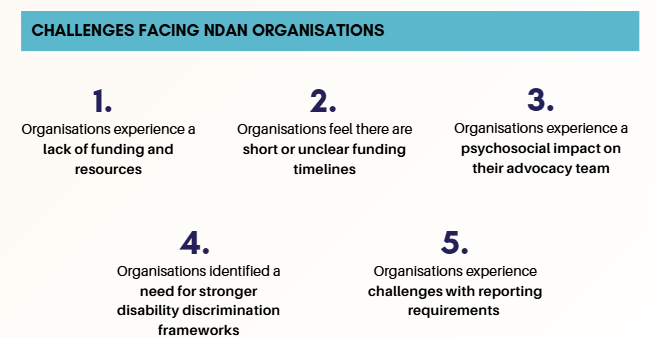 CHALLENGES FACING NDAN ORGANISATIONS
1.
Organisations experience a
lack of funding and
resources
2.
Organisations feel there are
short or unclear funding
timelines
3.
Organisations experience a
psychosocial impact on
their advocacy team
4.
Organisations identified a
need for stronger
disability discrimination
frameworks
5.
Organisations experience
challenges with reporting
requirements